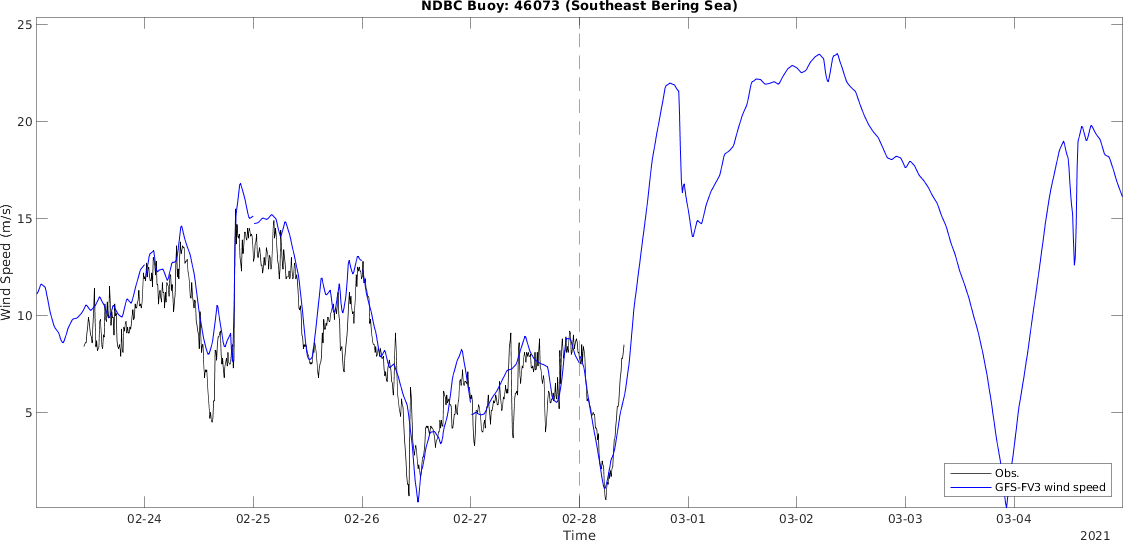 NDBC Buoy: 46073 (Southeast Bering Sea)
25
20
15
10
5
Wind Speed (m/s)
Obs.
GFS-FV3 wind speed
02-24 02-25 02-26 02-27 02-28 03-01 03-02 03-03 03-04
Time
2021